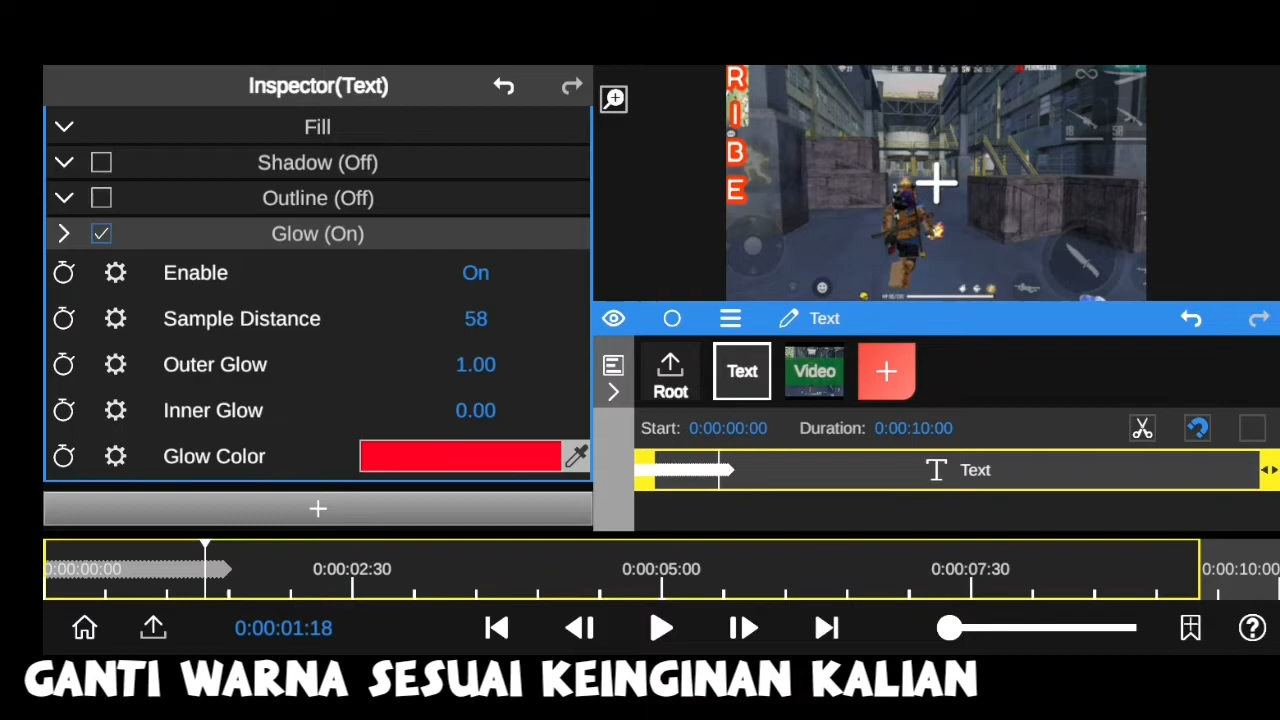 Inspector(Text)
Fill
Shadow (Off)
Outline (Off)
Glow (On)
Enable On
Sample Distance 58
Outer Glow 1.00
Inner Glow 0.00
Glow Color
+
R
I
B
E
18 58
Text
Root
Text
Video
+
Start: 0:00:00:00 Duration: 0:00:10:00
T Text
0:00:00:00 0:00:02:30 0:00:05:00 0:00:07:30 0:00:10:00
0:00:01:18
GANTI WARNA SESUAI KEINGINAN KALIAN